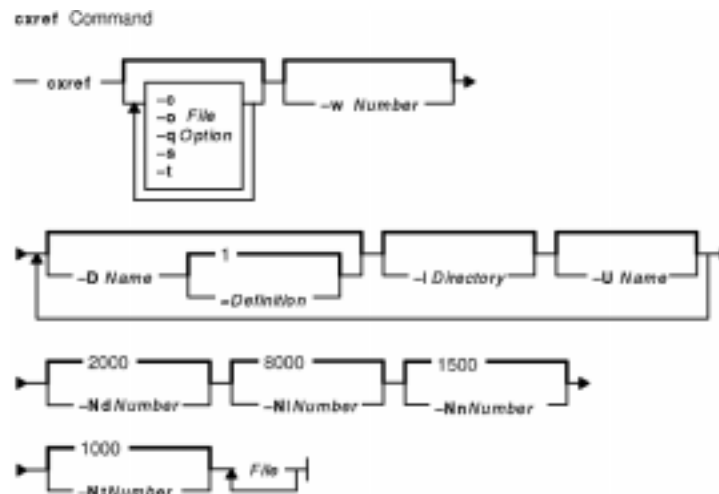 cxref Command
cxref
-c
-o File
-q Option
-s
-t
-w Number
-D Name
1
=Definition
-I Directory
-U Name
2000
-NdNumber
8000
-NlNumber
1500
-NnNumber
1000
-NtNumber
File